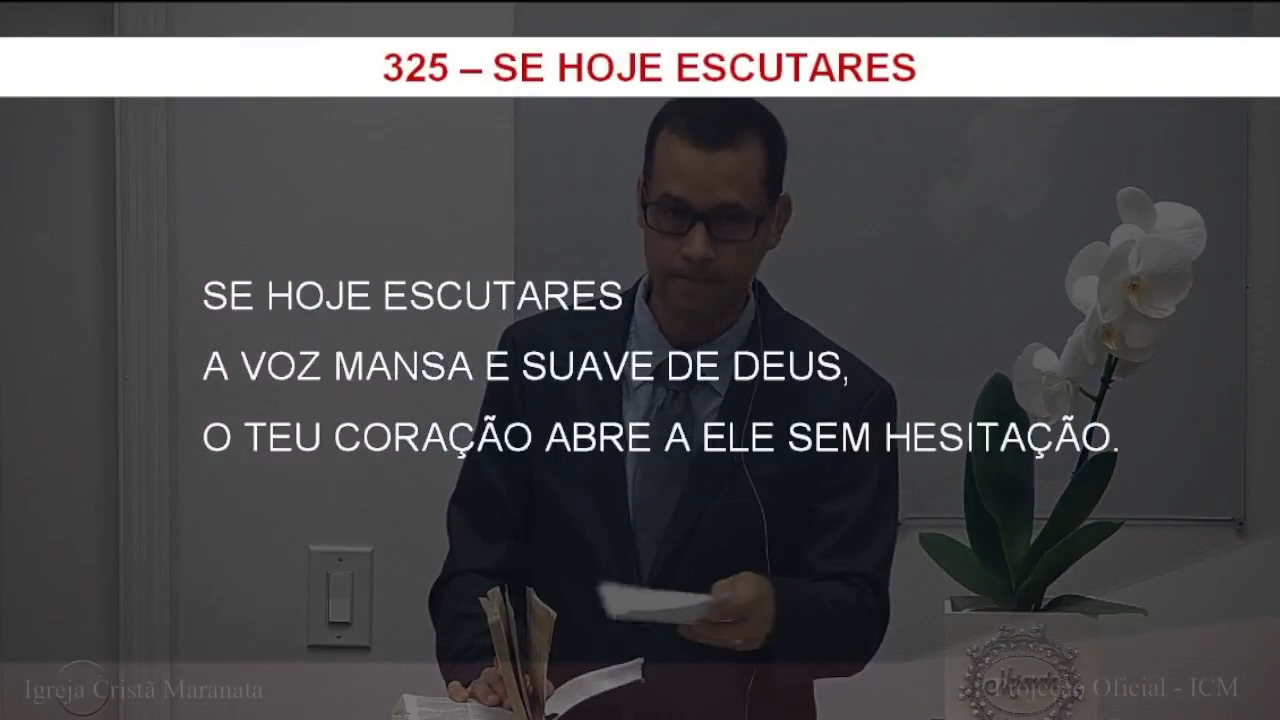 325 – SE HOJE ESCUTARES
SE HOJE ESCUTARES
A VOZ MANSA E SUAVE DE DEUS,
O TEU CORAÇÃO ABRE A ELE SEM HESITAÇÃO.
Igreja Cristã Maranata
Oficial - ICM